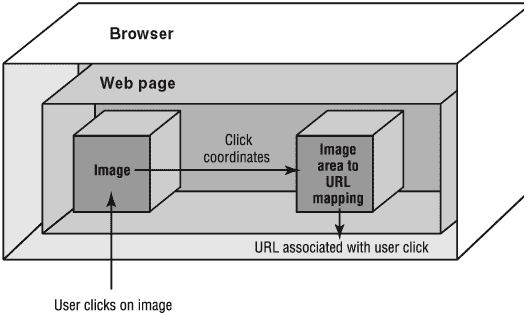 Browser
Web page
Image
Click
coordinates
Image
area to
URL
mapping
URL associated with user click
User clicks on image